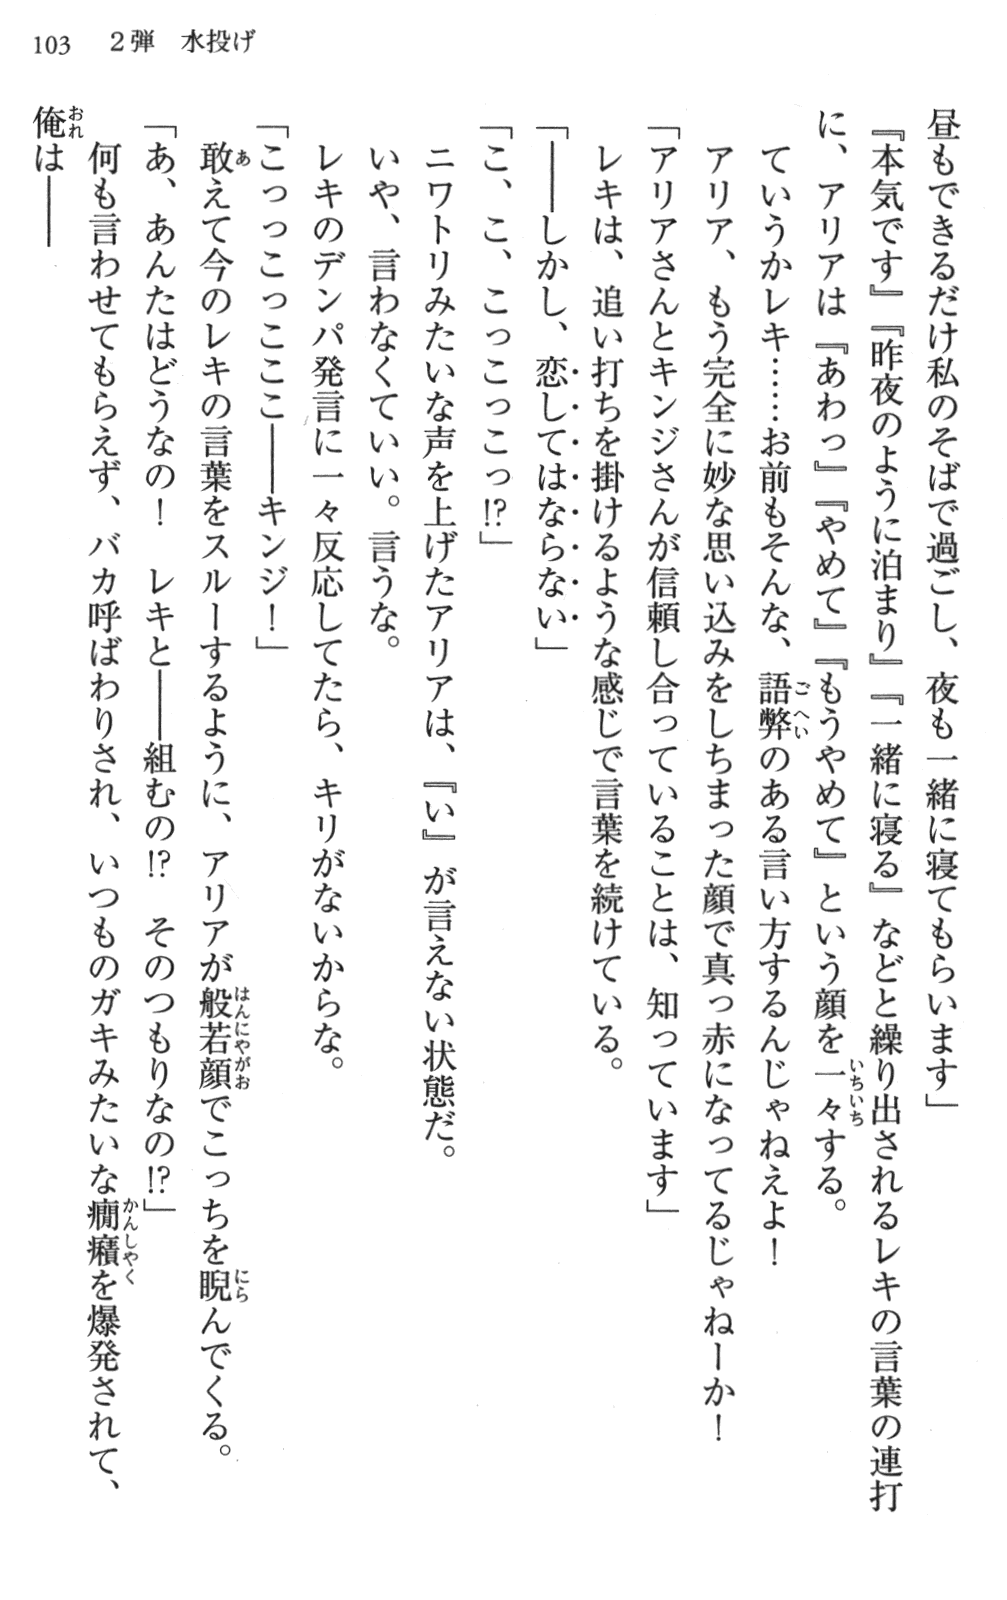 103　２弾　水投げ
昼もできるだけ私のそばで過ごし、夜も一緒に寝てもらいます」
『本気です』『昨夜のように泊まり』『一緒に寝る』などと繰り出されるレキの言葉の連打
に、アリアは『あわっ』『やめて』『もうやめて』という顔を一々する。
ていうかレキ……お前もそんな、語弊のある言い方するんじゃねえよ！
アリア、もう完全に妙な思い込みをしちまった顔で真っ赤になってるじゃねーか！
「アリアさんとキンジさんが信頼し合っていることは、知っています」
レキは、追い打ちを掛けるような感じで言葉を続けている。
「――しかし、恋してはならない」
「こ、こ、こっこっこっ!?」
ニワトリみたいな声を上げたアリアは、『い』が言えない状態だ。
いや、言わなくていい。言うな。
レキのデンパ発言に一々反応してたら、キリがないからな。
「こっっこっっこここ――キンジ！」
敢えて今のレキの言葉をスルーするように、アリアが般若顔でこっちを睨んでくる。
「あ、あんたはどうなの！　レキと――組むの!?　そのつもりなの!?」
何も言わせてもらえず、バカ呼ばわりされ、いつものガキみたいな癇癪を爆発されて、
俺は――